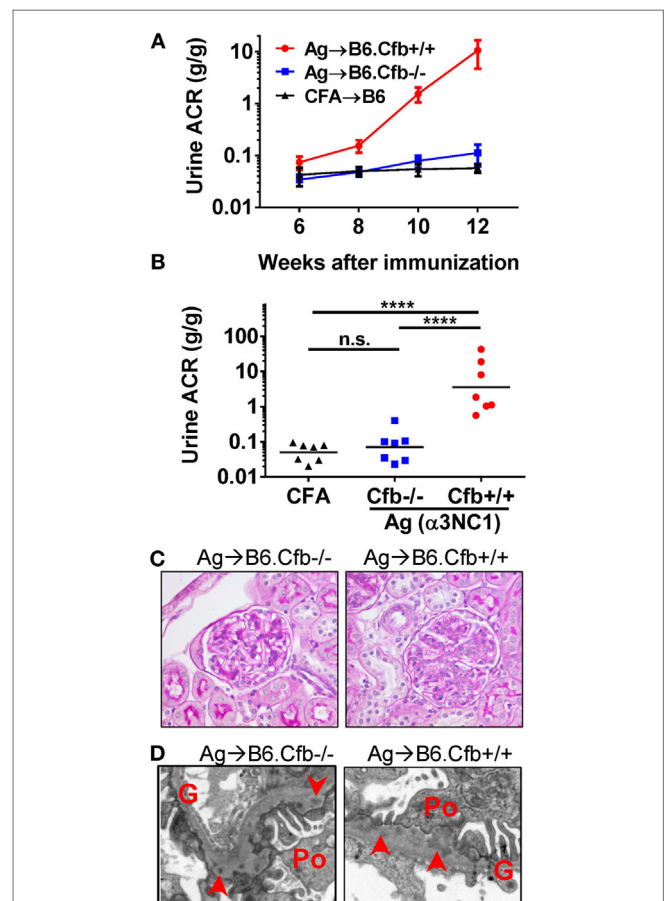 A
Urine ACR (g/g)
10
1
0.1
0.01
Ag→B6.Cfb+/+
Ag→B6.Cfb-/-
CFA→B6
6 8 10 12
Weeks after immunization
B
Urine ACR (g/g)
100
10
1
0.1
0.01
****
****
n.s.
CFA Cfb-/- Cfb+/+
Ag (α3NC1)
C
Ag→B6.Cfb-/- Ag→B6.Cfb+/+
D
Ag→B6.Cfb-/- Ag→B6.Cfb+/+
G Po Po G